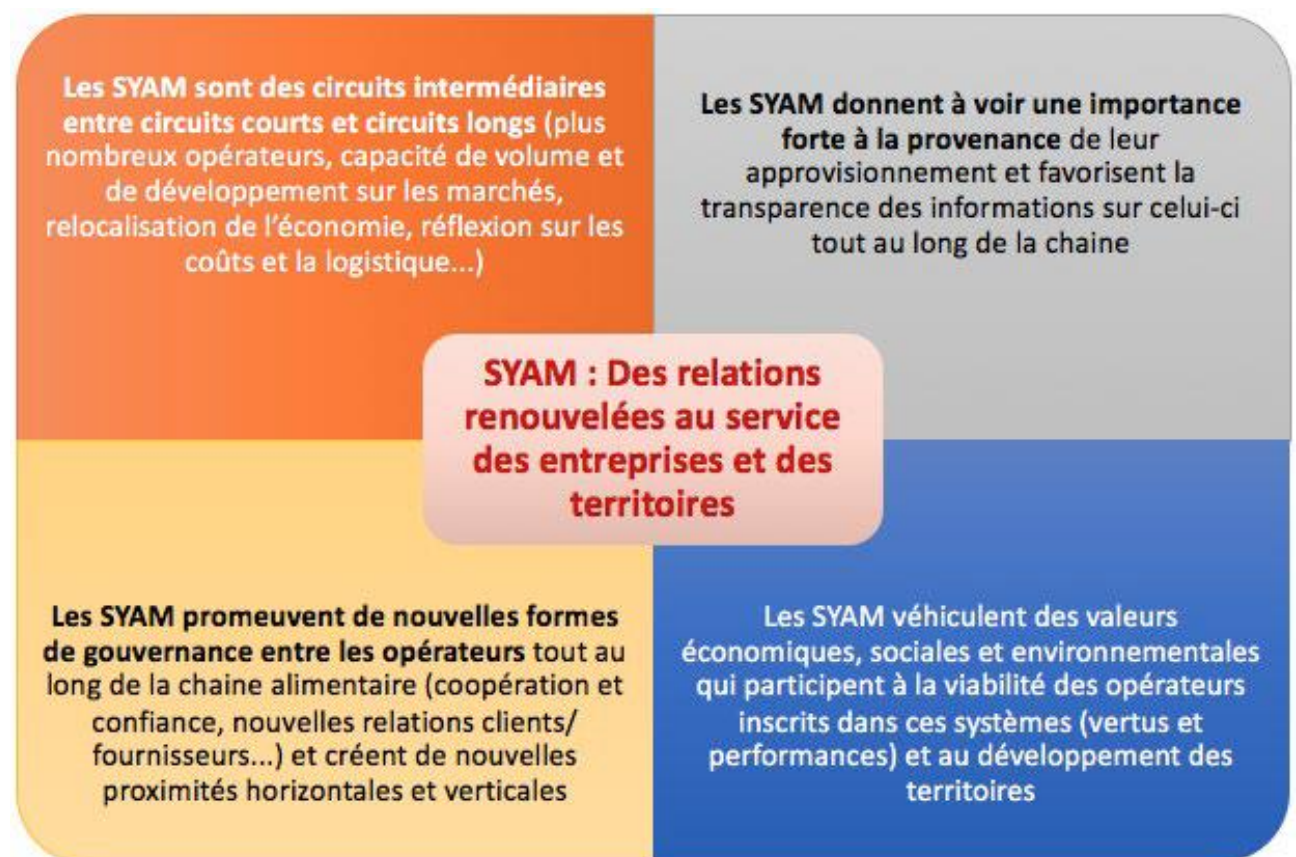 Les SYAM sont des circuits intermédiaires
entre circuits courts et circuits longs (plus
nombreux opérateurs, capacité de volume et
de développement sur les marchés,
relocalisation de l'économie, réflexion sur les
coûts et la logistique...)
Les SYAM donnent à voir une importance
forte à la provenance de leur
approvisionnement et favorisent la
transparence des informations sur celui-ci
tout au long de la chaine
SYAM : Des relations
renouvelées au service
des entreprises et des
territoires
Les SYAM promeuvent de nouvelles formes
de gouvernance entre les opérateurs tout au
long de la chaine alimentaire (coopération et
confiance, nouvelles relations clients/
fournisseurs...) et créent de nouvelles
proximités horizontales et verticales
Les SYAM véhiculent des valeurs
économiques, sociales et environnementales
qui participent à la viabilité des opérateurs
inscrits dans ces systèmes (vertus et
performances) et au développement des
territoires